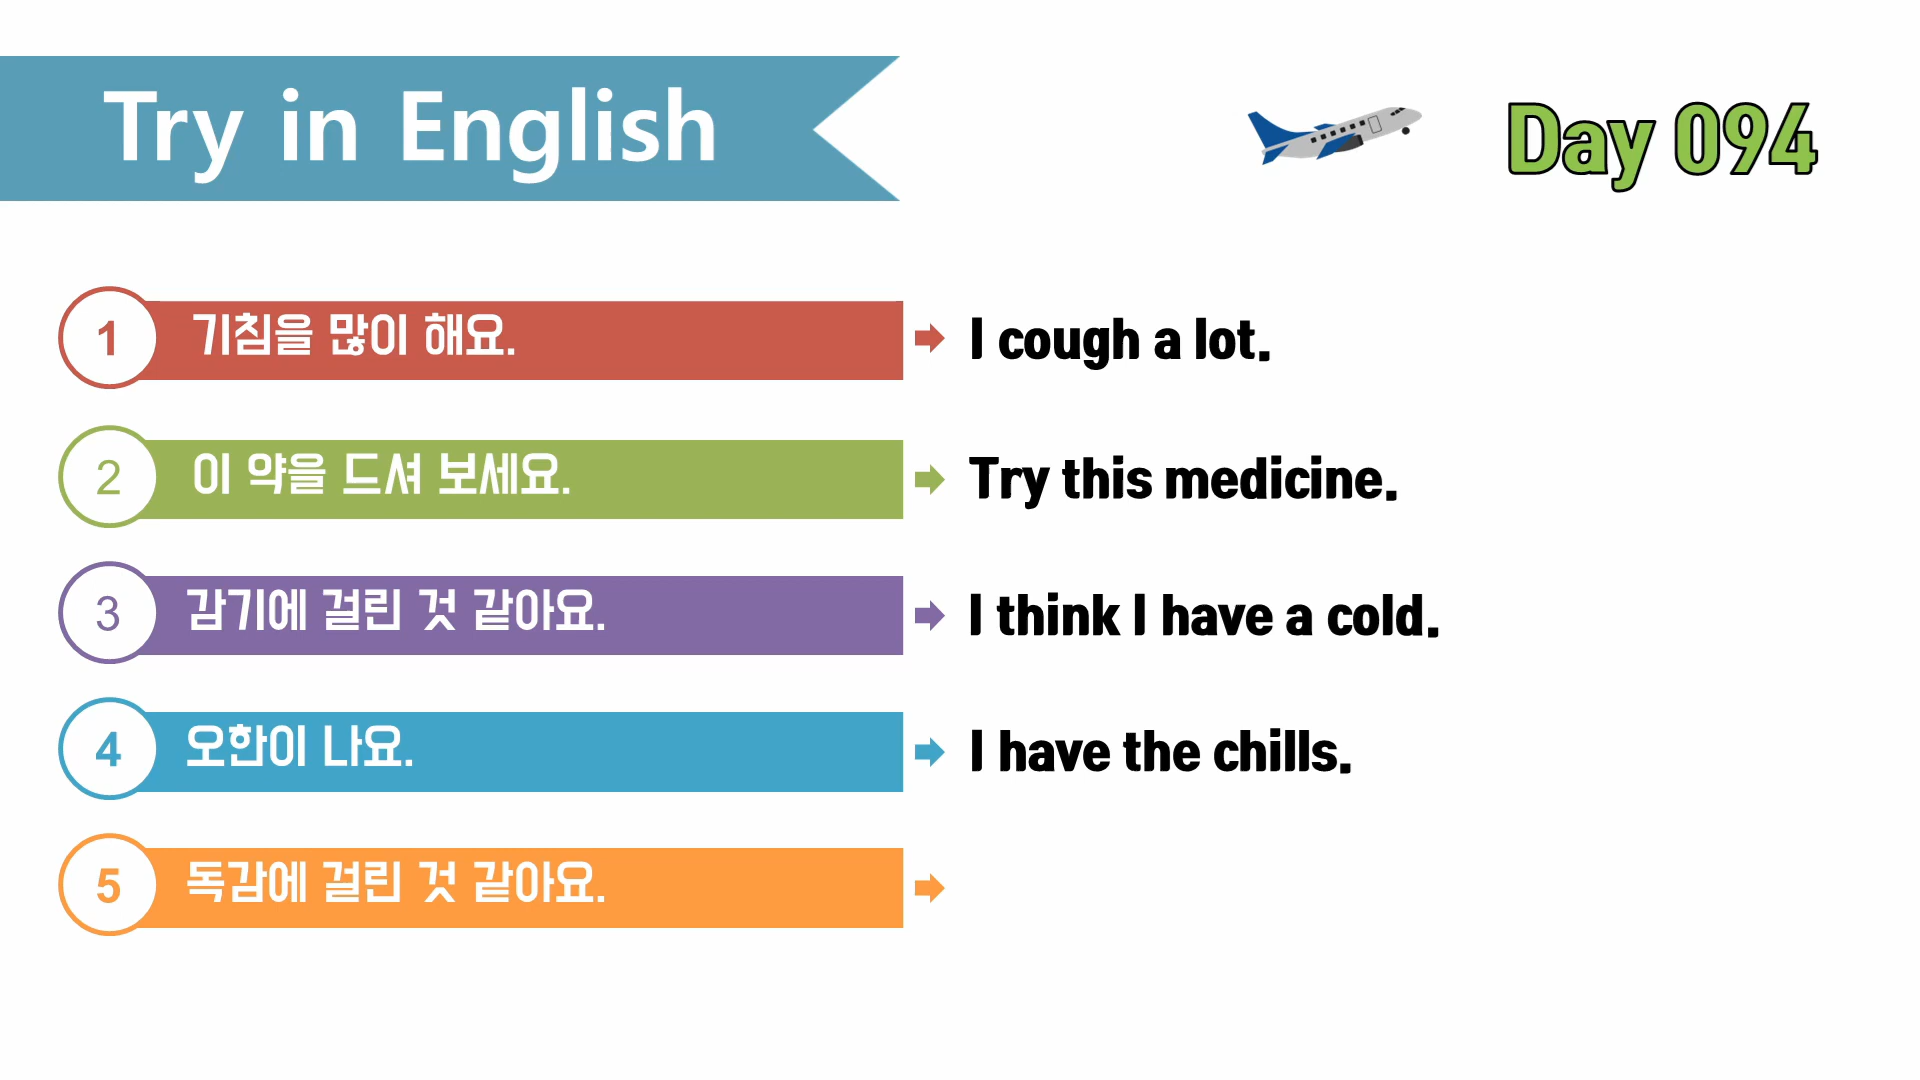 Try in English
Day 094
1 기침을 많이 해요. I cough a lot.
2 이 약을 드셔 보세요. Try this medicine.
3 감기에 걸린 것 같아요. I think I have a cold.
4 오한이 나요. I have the chills.
5 독감에 걸린 것 같아요.